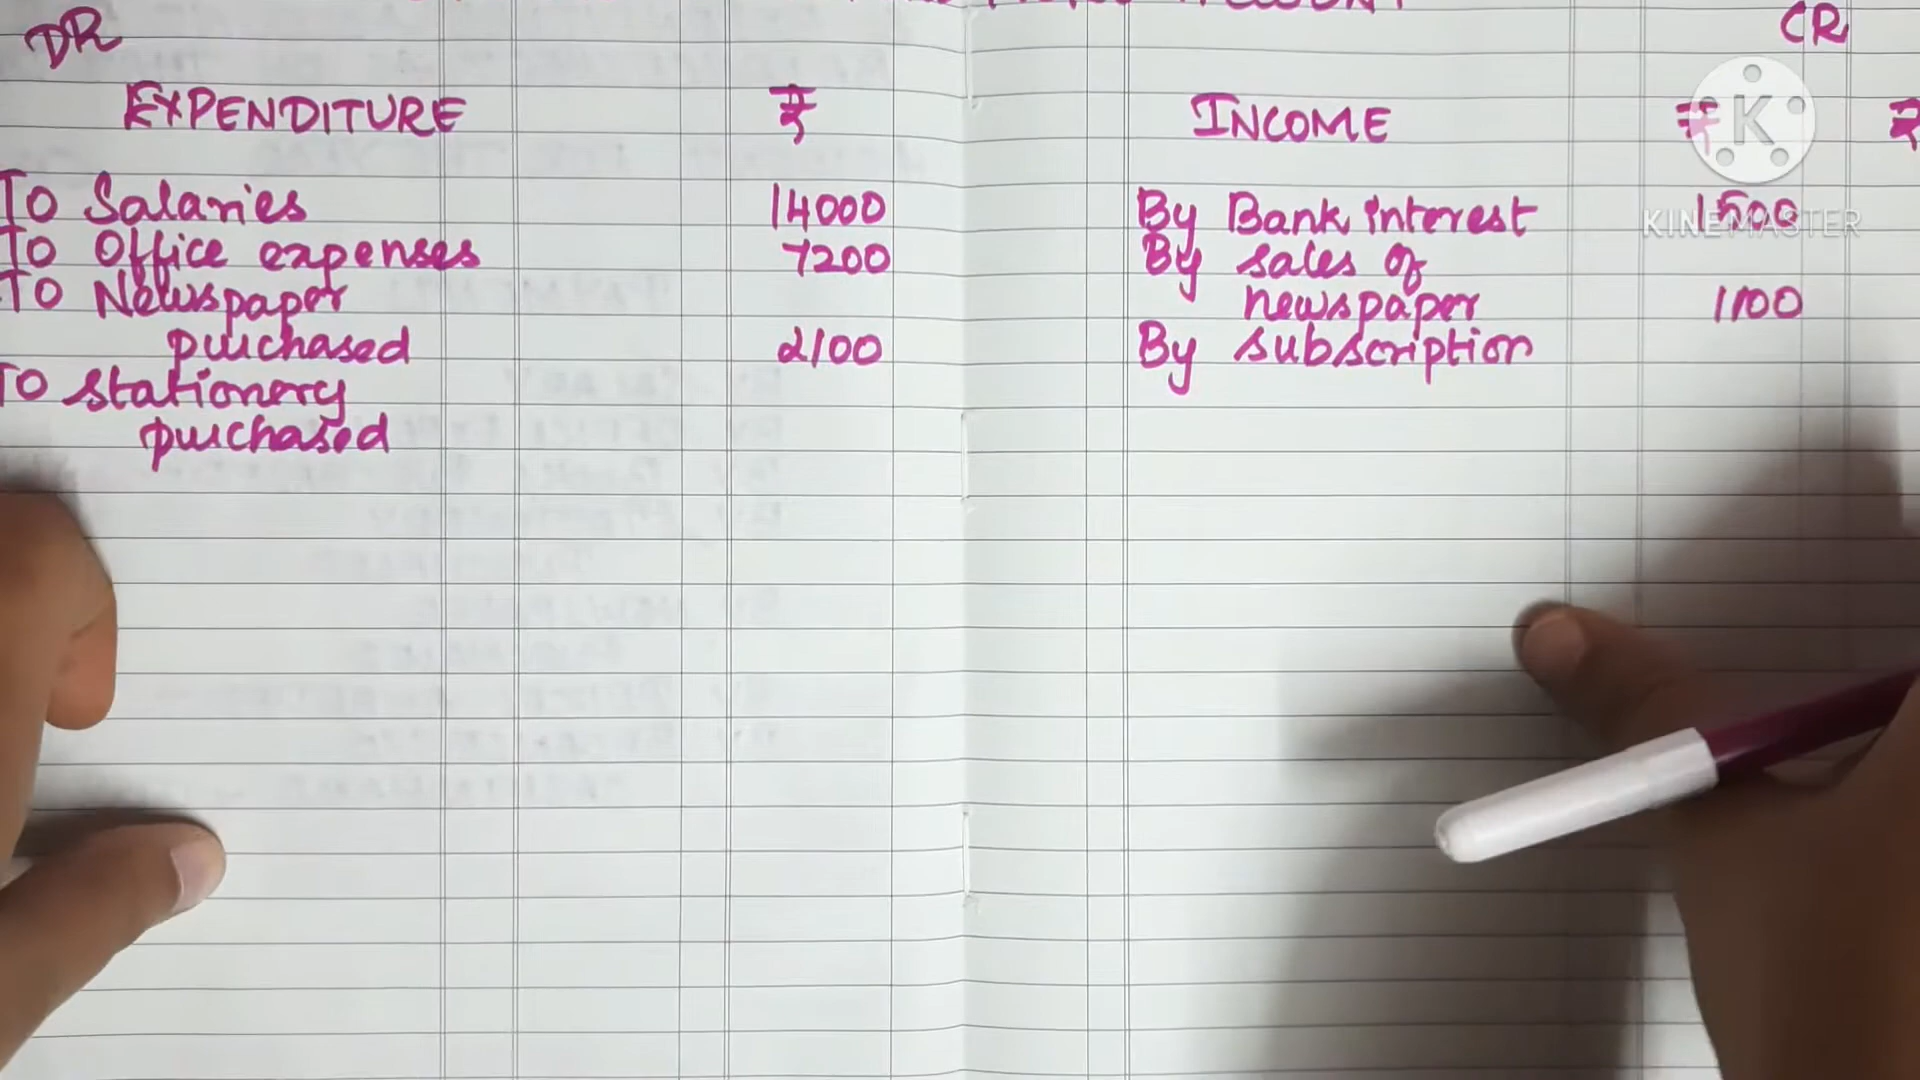 DR
CR
EXPENDITURE ₹
INCOME ₹ ₹
To Salaries 14000
To Office expenses 7200
To Newspaper
purchased 2100
To stationery
purchased
By Bank interest 1500
By sales of
newspaper 1100
By subscription
K
KINEMASTER